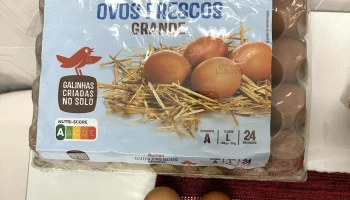 OVOS FRESCOS
GRANDE
GALINHAS
CRIADAS
NO SOLO
NUTRI-SCORE
A B C D E
A
L
24